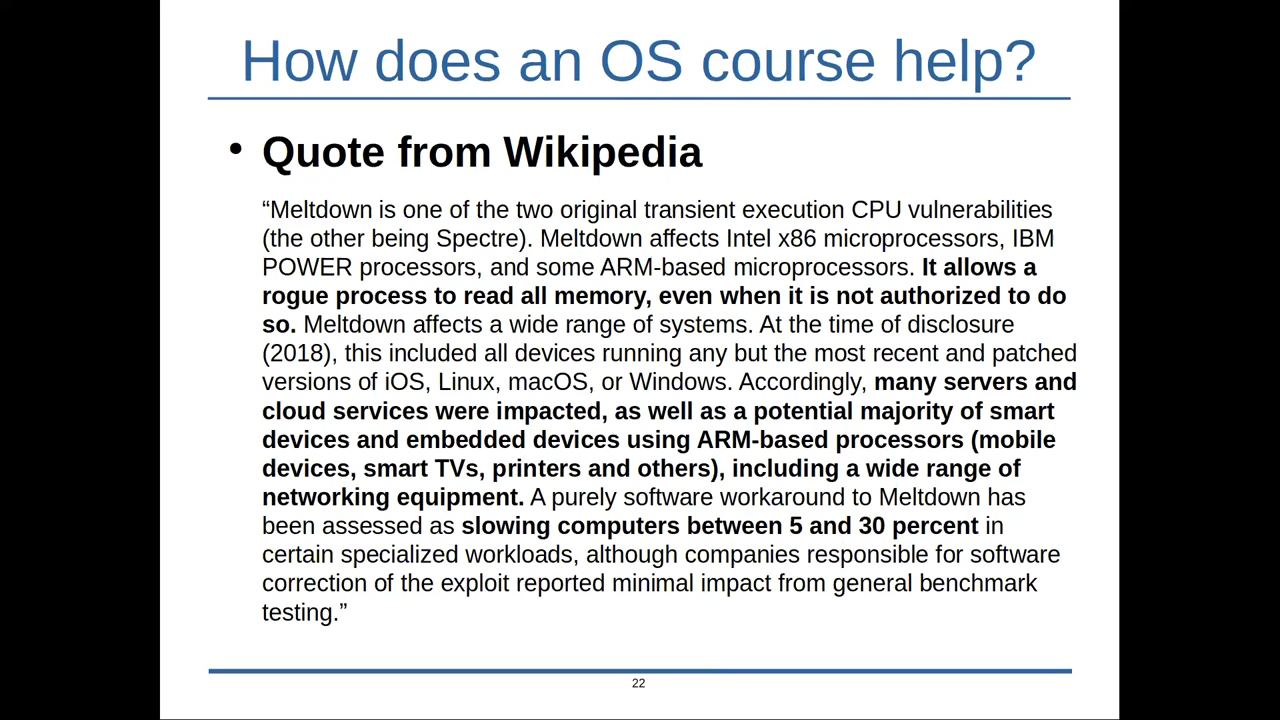 How does an OS course help?
• Quote from Wikipedia
“Meltdown is one of the two original transient execution CPU vulnerabilities
(the other being Spectre). Meltdown affects Intel x86 microprocessors, IBM
POWER processors, and some ARM-based microprocessors. It allows a
rogue process to read all memory, even when it is not authorized to do
so. Meltdown affects a wide range of systems. At the time of disclosure
(2018), this included all devices running any but the most recent and patched
versions of iOS, Linux, macOS, or Windows. Accordingly, many servers and
cloud services were impacted, as well as a potential majority of smart
devices and embedded devices using ARM-based processors (mobile
devices, smart TVs, printers and others), including a wide range of
networking equipment. A purely software workaround to Meltdown has
been assessed as slowing computers between 5 and 30 percent in
certain specialized workloads, although companies responsible for software
correction of the exploit reported minimal impact from general benchmark
testing.”
22